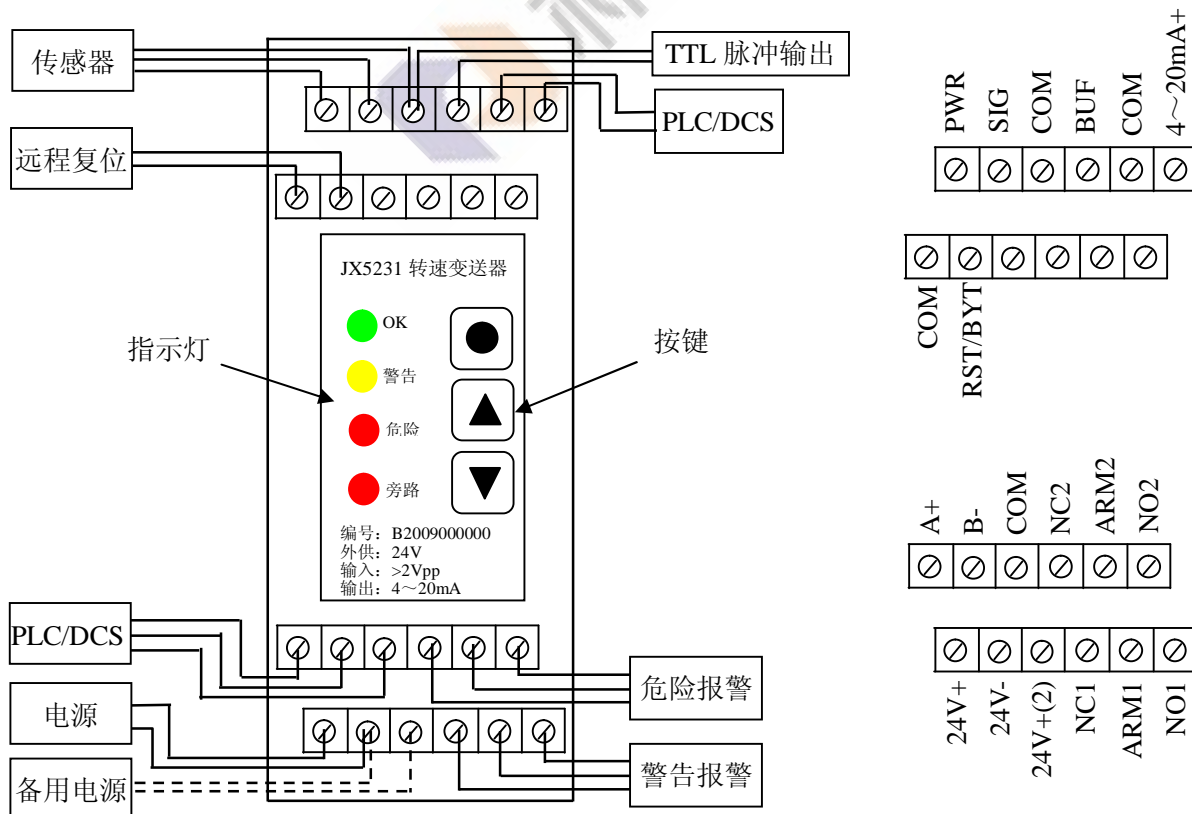 传感器
远程复位
TTL 脉冲输出
PLC/DCS
JX5231 转速变送器
OK
警告
危险
旁路
编号：B2009000000
外供：24V
输入：>2Vpp
输出：4～20mA
指示灯
按键
PLC/DCS
电源
备用电源
危险报警
警告报警
PWR
SIG
COM
BUF
COM
4～20mA+
COM
RST/BYT
A+
B-
COM
NC2
ARM2
NO2
24V+
24V-
24V+(2)
NC1
ARM1
NO1